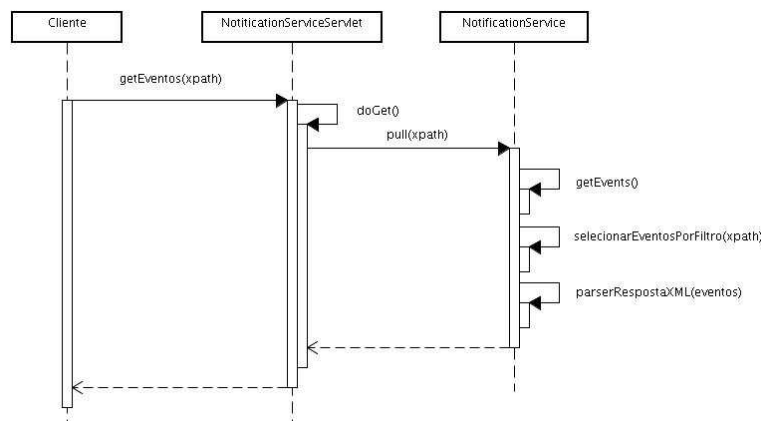 Cliente
NotiticationServiceServlet
NotificationService
getEventos(xpath)
doGet()
pull(xpath)
getEvents()
selecionarEventosPorFiltro(xpath)
parserRespostaXML(eventos)